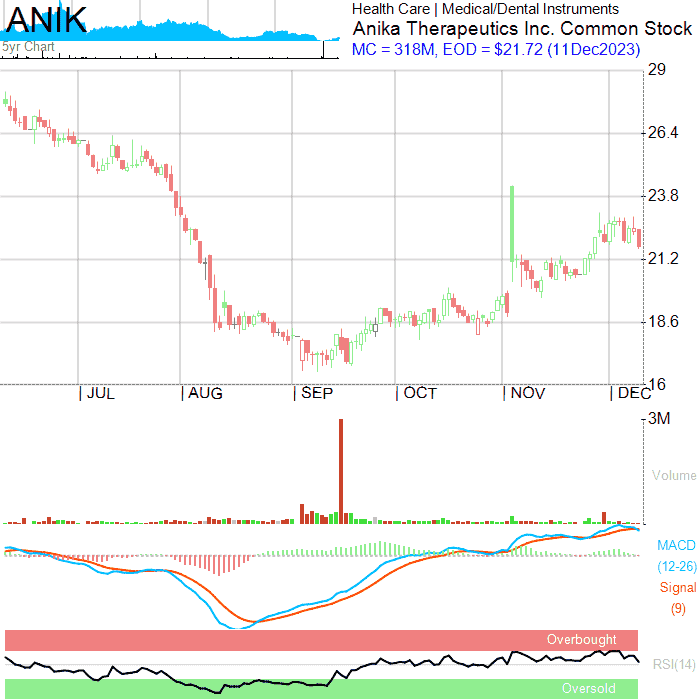 ANIK
5yr Chart
Health Care | Medical/Dental Instruments
Anika Therapeutics Inc. Common Stock
MC = 318M, EOD = $21.72 (11Dec2023)
29
26.4
23.8
21.2
18.6
16
JUL AUG SEP OCT NOV DEC
3M
Volume
MACD
(12-26)
Signal
(9)
Overbought
RSI(14)
Oversold